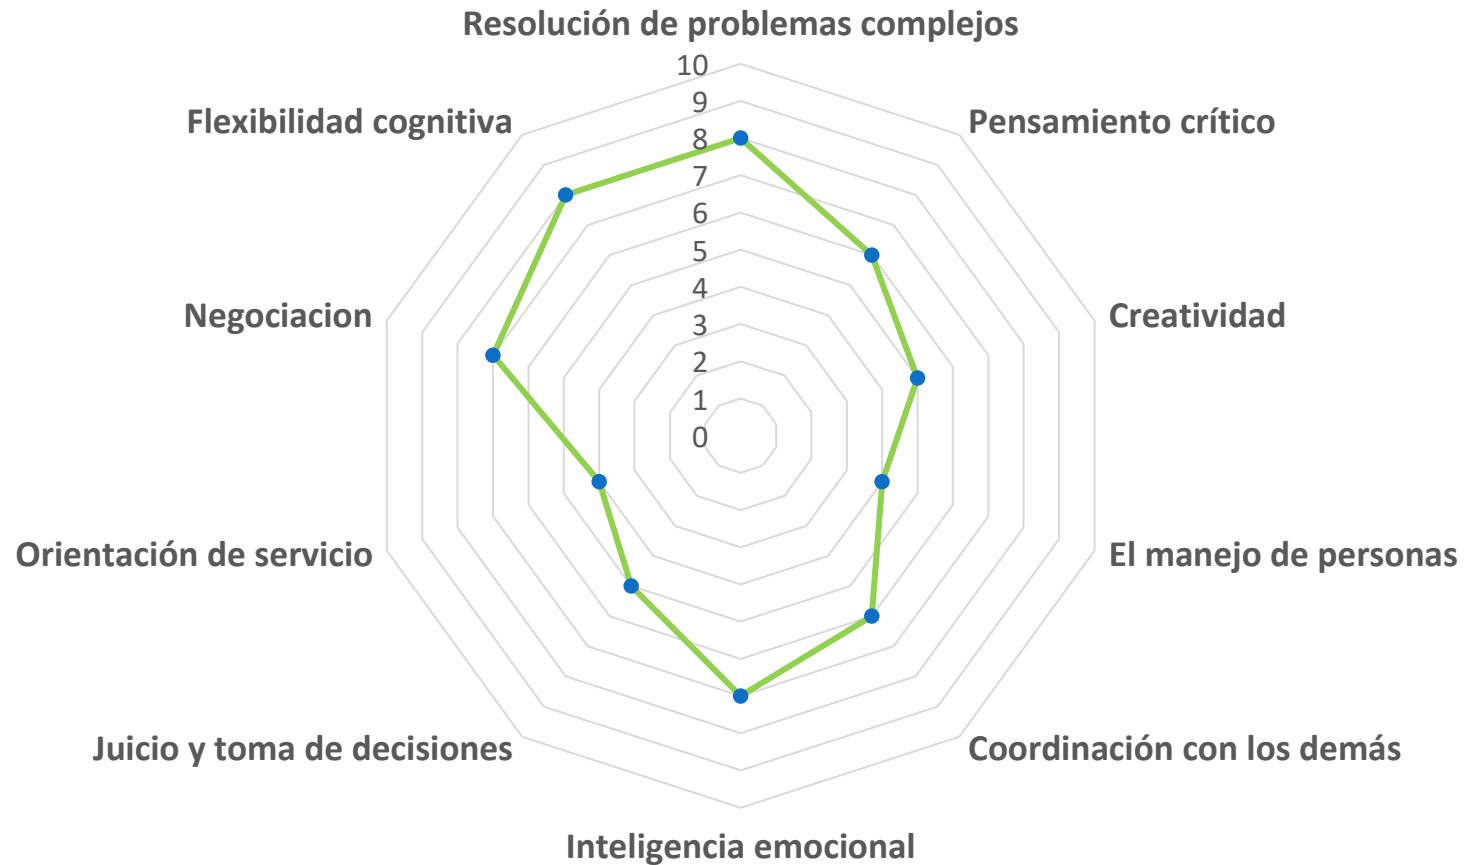 Resolución de problemas complejos
10
9
8
7
6
5
4
3
2
1
0
Pensamiento crítico
Creatividad
El manejo de personas
Coordinación con los demás
Inteligencia emocional
Juicio y toma de decisiones
Orientación de servicio
Negociacion
Flexibilidad cognitiva